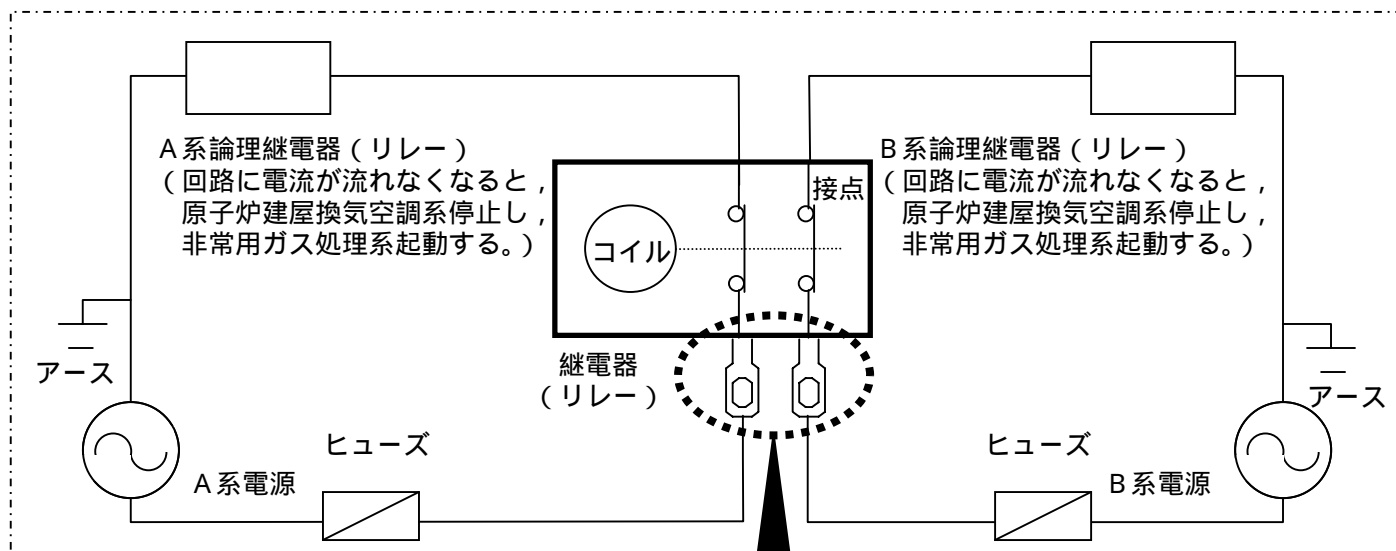 A系論理継電器（リレー）
（回路に電流が流れなくなると，
原子炉建屋換気空調系停止し，
非常用ガス処理系起動する。）
B系論理継電器（リレー）
（回路に電流が流れなくなると，
原子炉建屋換気空調系停止し，
非常用ガス処理系起動する。）
接点
コイル
継電器
（リレー）
アース
アース
ヒューズ
ヒューズ
A系電源
B系電源